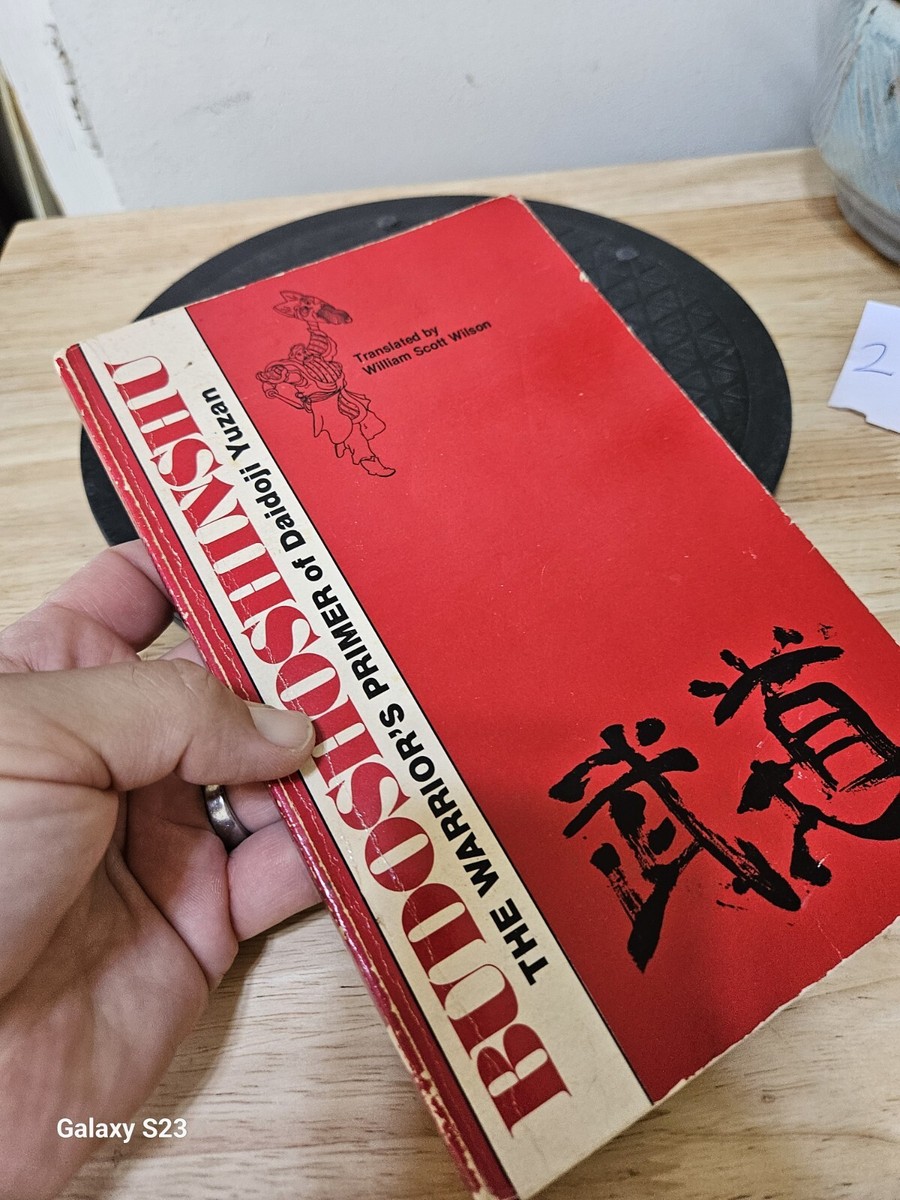 BUDOSHOSHINSHU
THE WARRIOR'S PRIMER of Daidoji Yuzan
Translated by
William Scott Wilson
武道
2
Galaxy S23